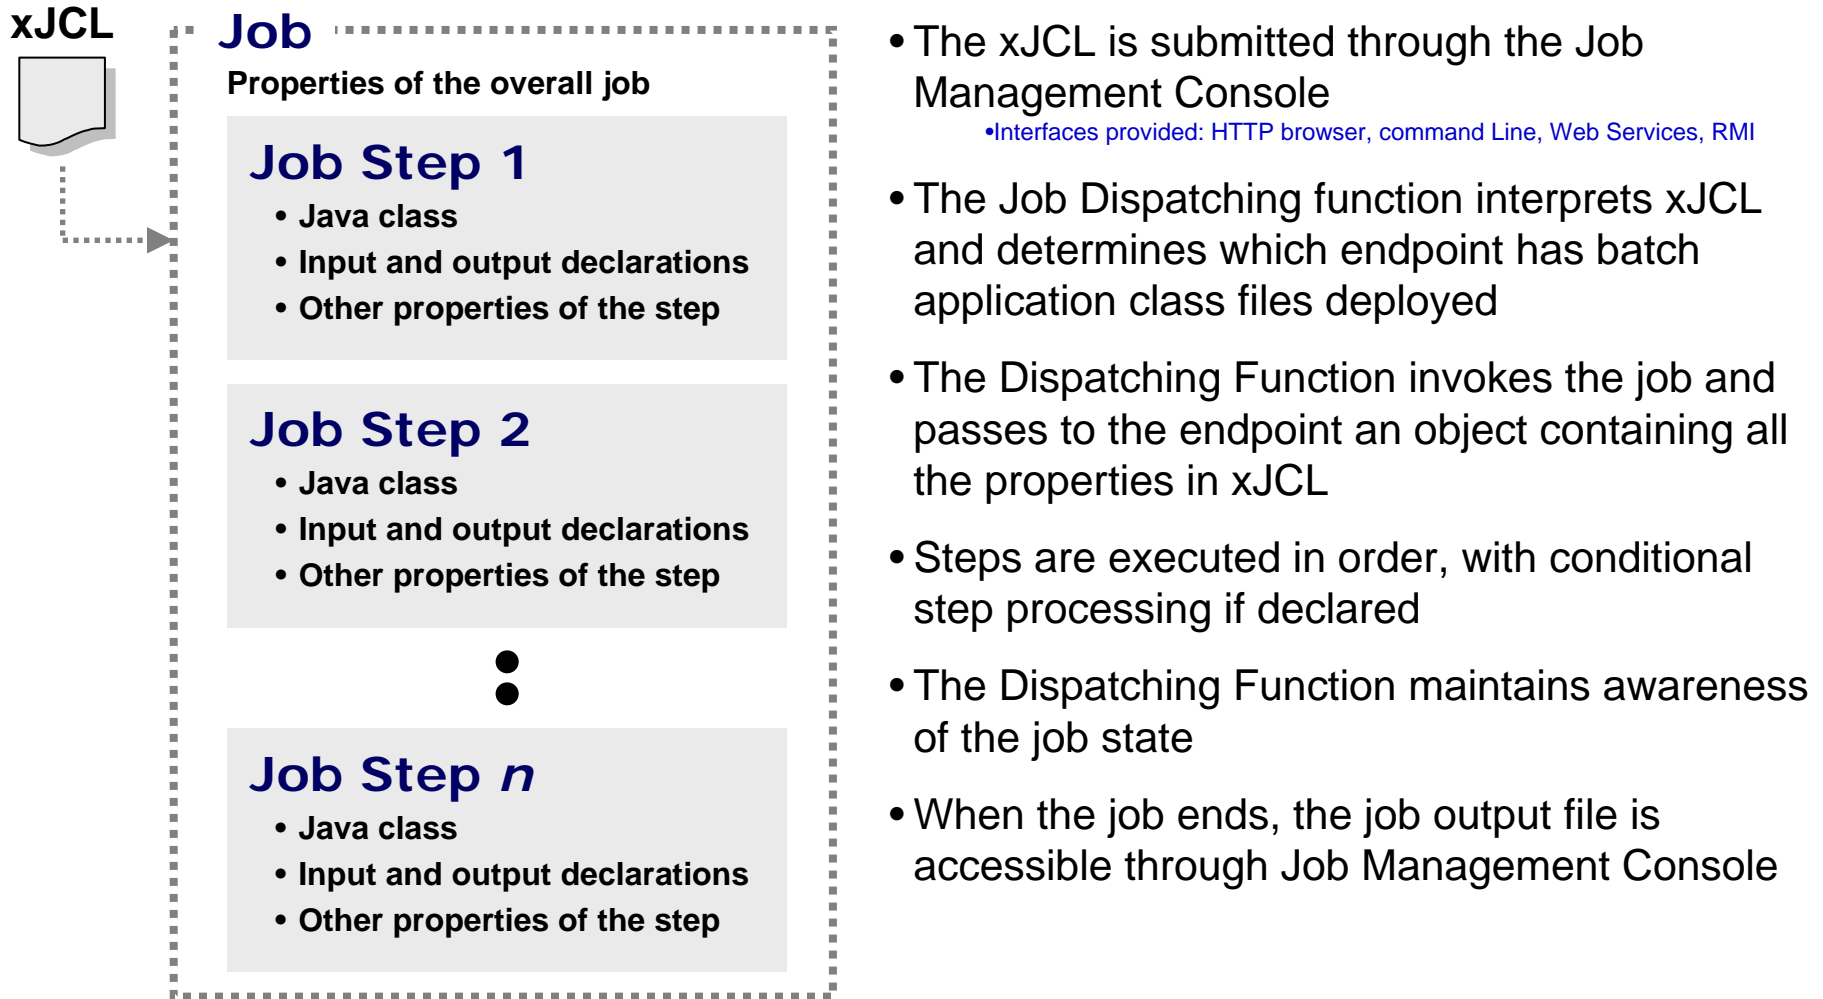 xJCL
Job
Properties of the overall job
Job Step 1
• Java class
• Input and output declarations
• Other properties of the step
Job Step 2
• Java class
• Input and output declarations
• Other properties of the step
Job Step n
• Java class
• Input and output declarations
• Other properties of the step
• The xJCL is submitted through the Job
Management Console
•Interfaces provided: HTTP browser, command Line, Web Services, RMI
• The Job Dispatching function interprets xJCL
and determines which endpoint has batch
application class files deployed
• The Dispatching Function invokes the job and
passes to the endpoint an object containing all
the properties in xJCL
• Steps are executed in order, with conditional
step processing if declared
• The Dispatching Function maintains awareness
of the job state
• When the job ends, the job output file is
accessible through Job Management Console